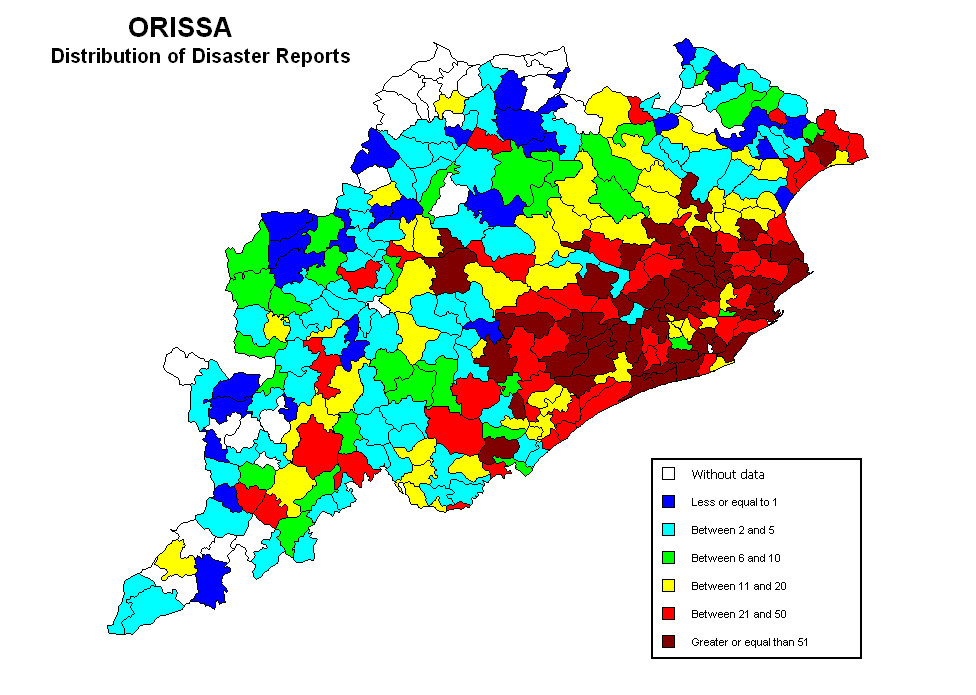 ORISSA
Distribution of Disaster Reports
Without data
Less or equal to 1
Between 2 and 5
Between 6 and 10
Between 11 and 20
Between 21 and 50
Greater or equal than 51